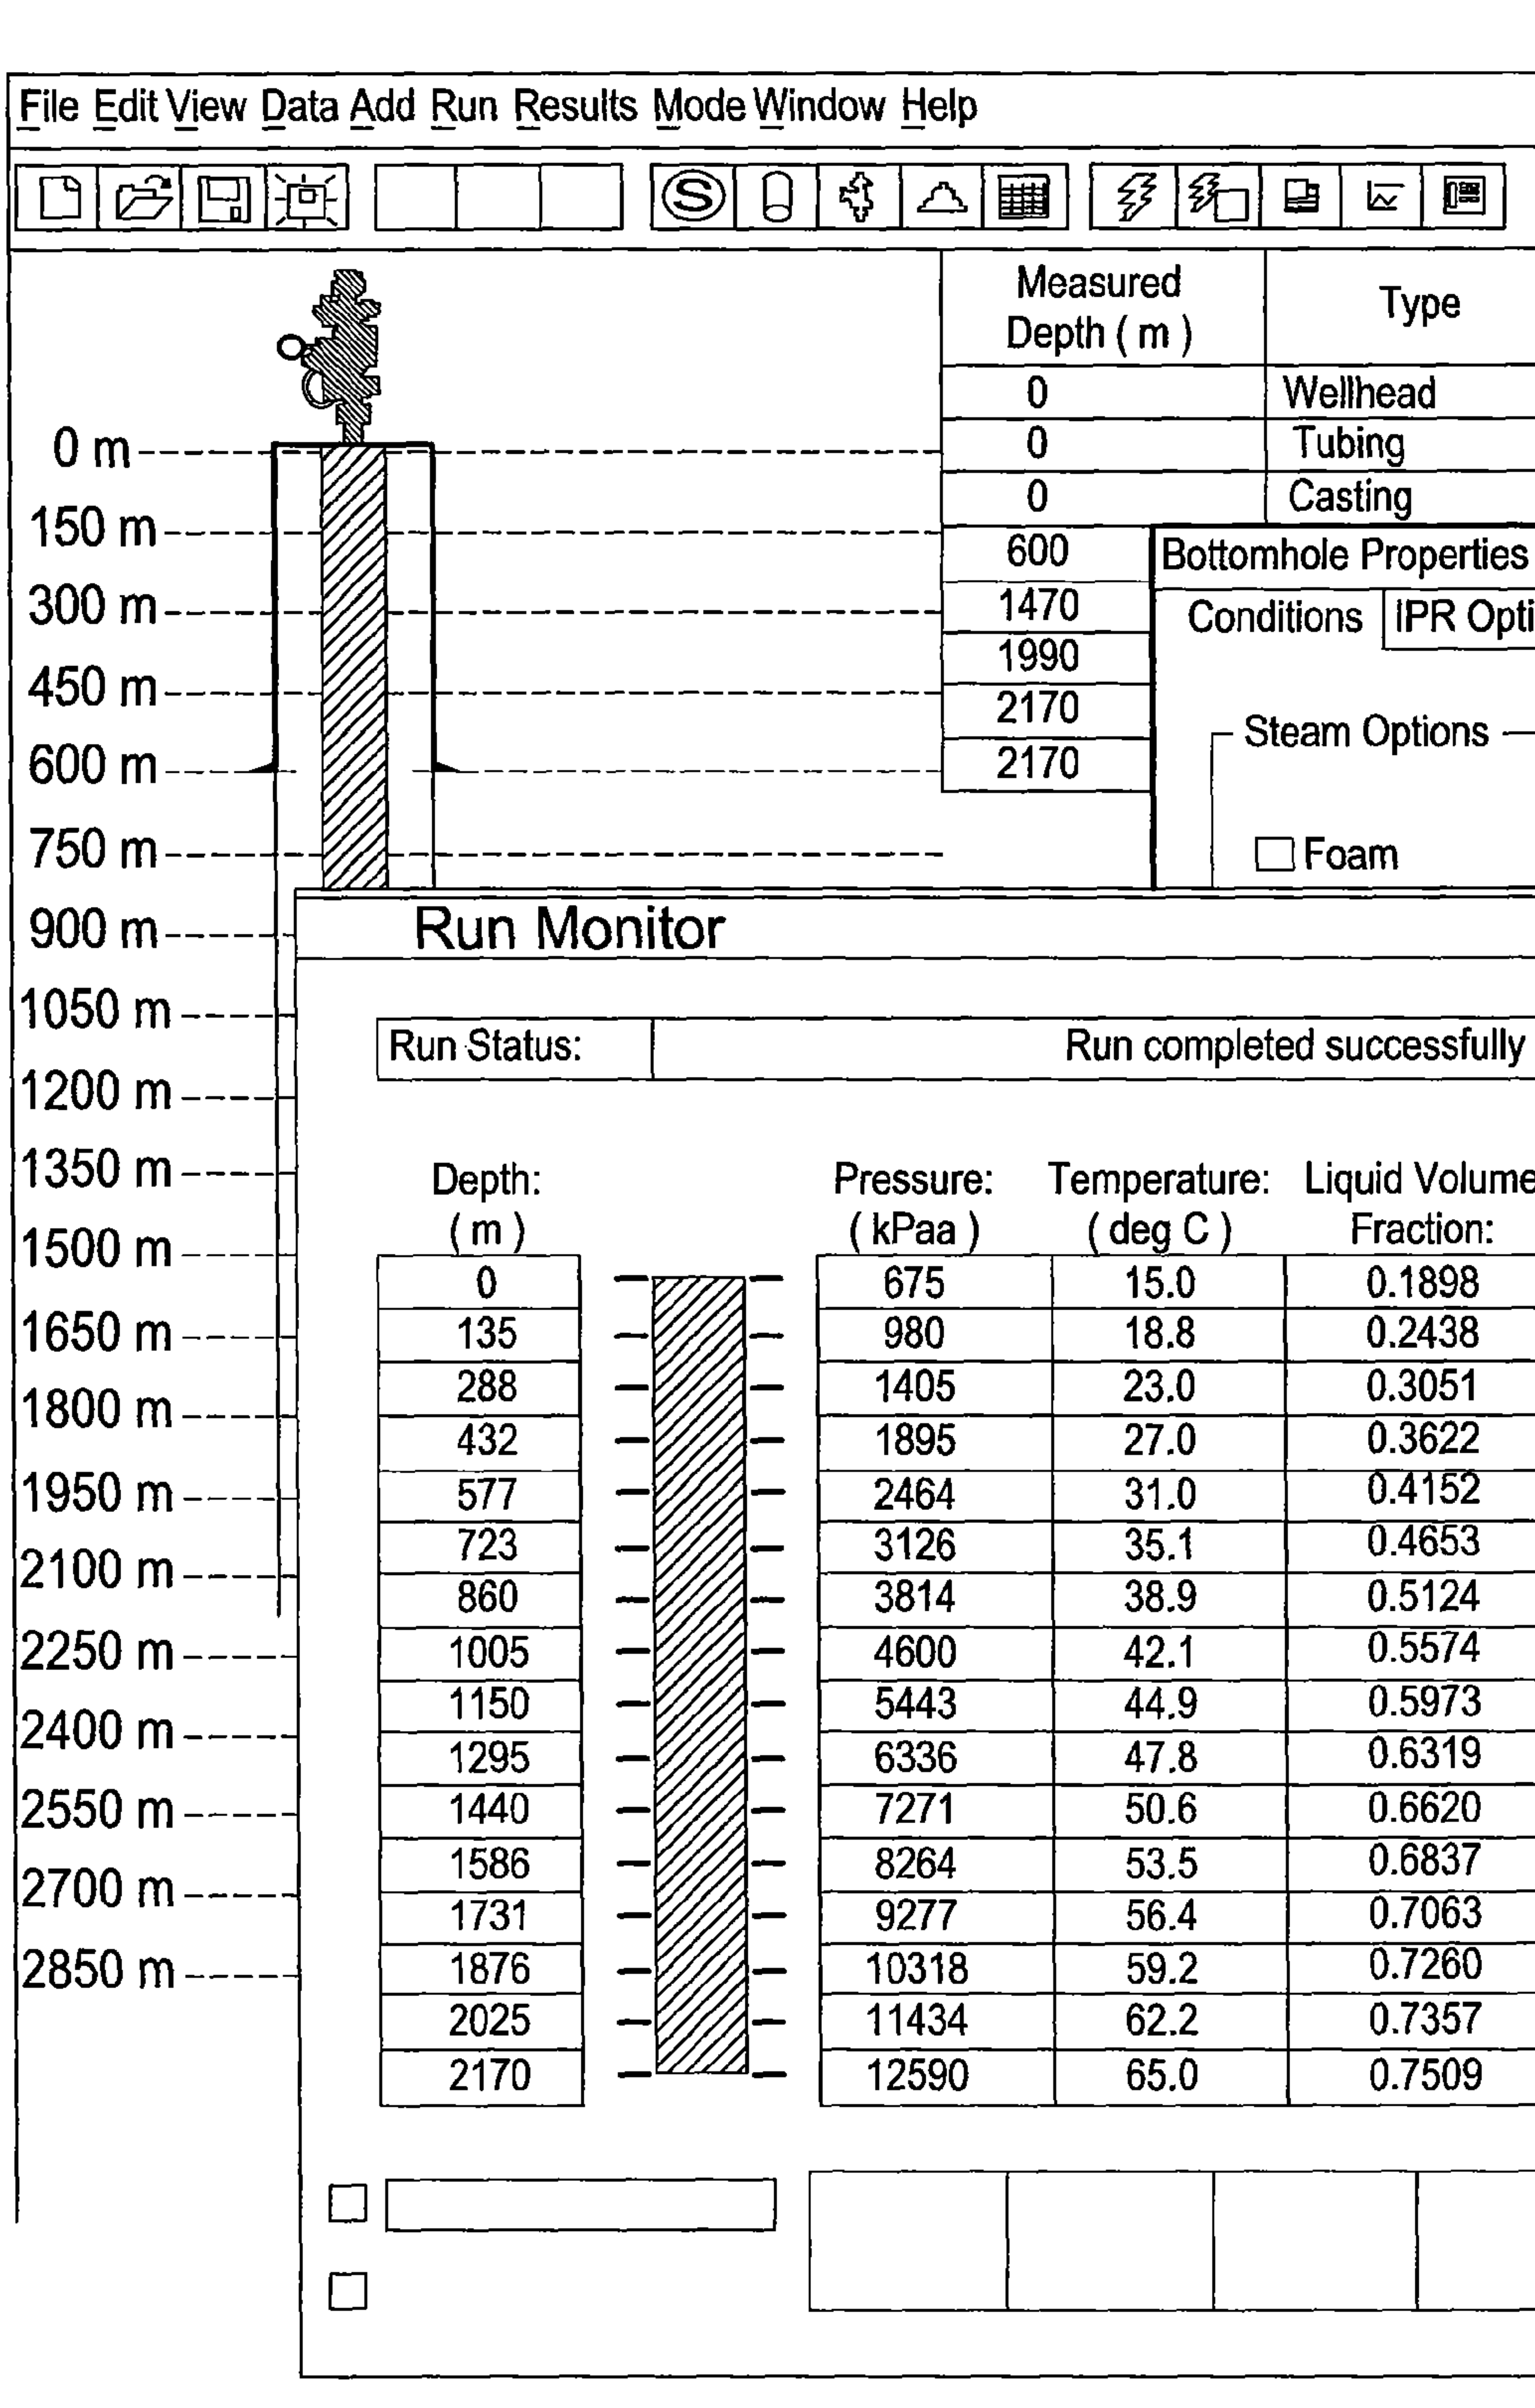 File Edit View Data Add Run Results Mode Window Help
S
Measured Depth ( m ) Type
0 Wellhead
0 Tubing
0 Casting
600
1470
1990
2170
2170
Bottomhole Properties
Conditions IPR Opti
Steam Options
Foam
0 m
150 m
300 m
450 m
600 m
750 m
900 m
1050 m
1200 m
1350 m
1500 m
1650 m
1800 m
1950 m
2100 m
2250 m
2400 m
2550 m
2700 m
2850 m
Run Monitor
Run Status: Run completed successfully
Depth: Pressure: Temperature: Liquid Volume
( m ) ( kPaa ) ( deg C ) Fraction:
0 675 15.0 0.1898
135 980 18.8 0.2438
288 1405 23.0 0.3051
432 1895 27.0 0.3622
577 2464 31.0 0.4152
723 3126 35.1 0.4653
860 3814 38.9 0.5124
1005 4600 42.1 0.5574
1150 5443 44.9 0.5973
1295 6336 47.8 0.6319
1440 7271 50.6 0.6620
1586 8264 53.5 0.6837
1731 9277 56.4 0.7063
1876 10318 59.2 0.7260
2025 11434 62.2 0.7357
2170 12590 65.0 0.7509